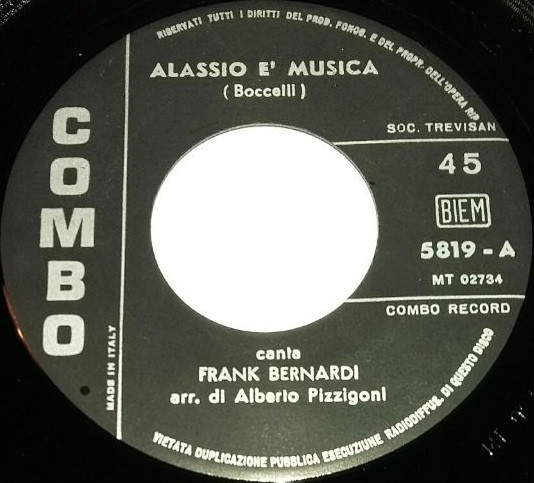 RISERVATI TUTTI I DIRITTI DEL PROD. FONOG. E DEL PROPR. DELL'OPERA RIP
ALASSIO E' MUSICA
(Boccelli)
SOC. TREVISAN
45
BIEM
5819-A
MT 02734
COMBO RECORD
COMBO
MADE IN ITALY
canta
FRANK BERNARDI
arr. di Alberio Pizzigoni
VIETATA DUPLICAZIONE PUBBLICA ESECUZIUNE RADIODIFFUS. DI QUESTO DISCO